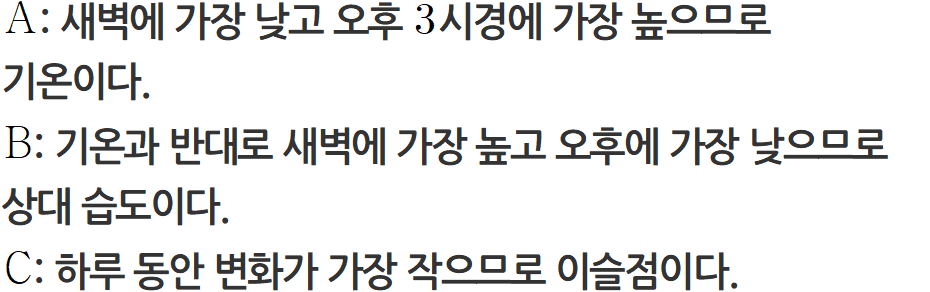 A: 새벽에 가장 낮고 오후 3시경에 가장 높으므로
기온이다.
B: 기온과 반대로 새벽에 가장 높고 오후에 가장 낮으므로
상대 습도이다.
C: 하루 동안 변화가 가장 작으므로 이슬점이다.